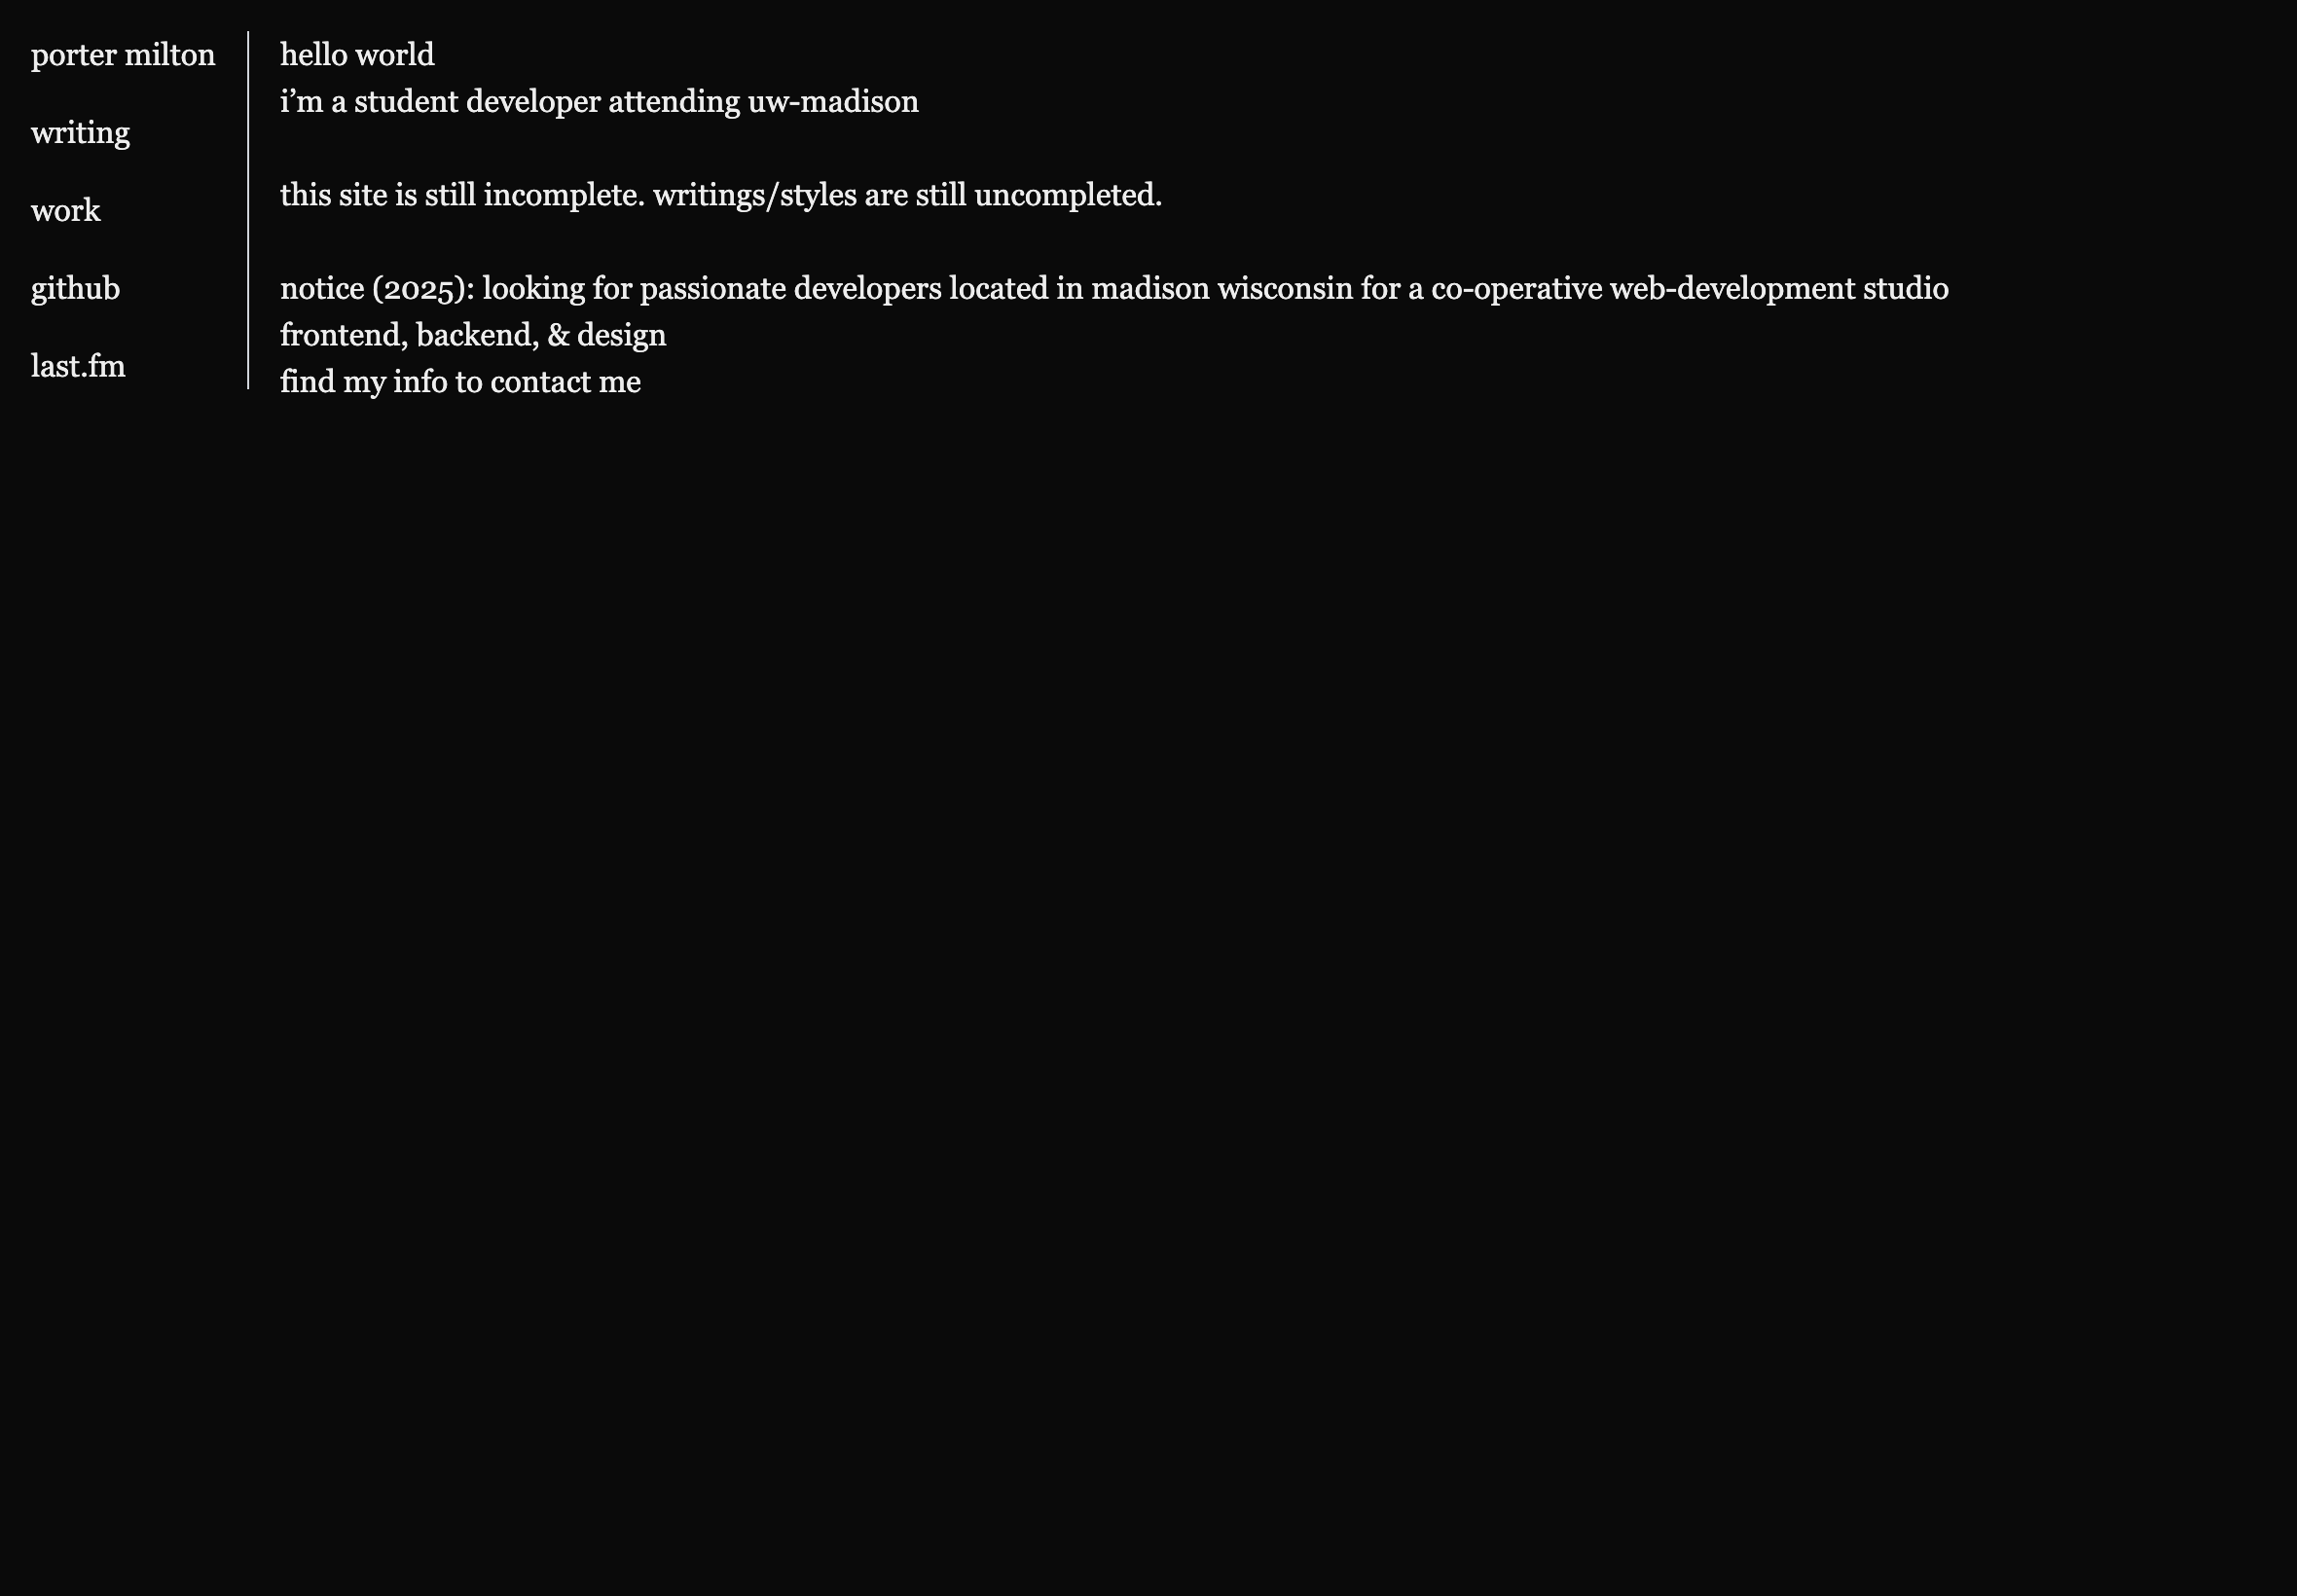 porter milton
writing
work
github
last.fm
hello world
i’m a student developer attending uw-madison
this site is still incomplete. writings/styles are still uncompleted.
notice (2025): looking for passionate developers located in madison wisconsin for a co-operative web-development studio
frontend, backend, & design
find my info to contact me